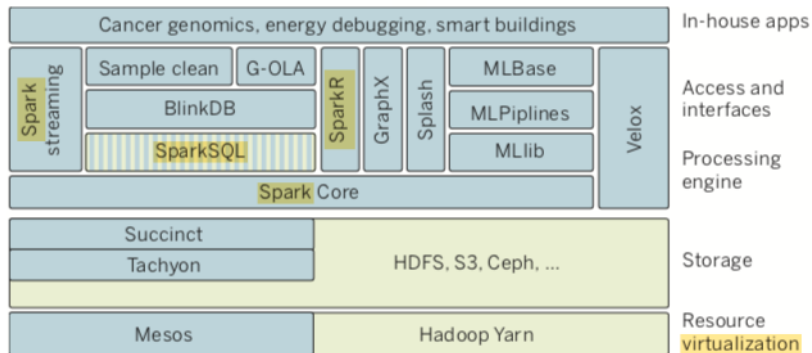 Cancer genomics, energy debugging, smart buildings
In-house apps
Spark
streaming
Sample clean
G-OLA
BlinkDB
SparkSQL
SparkR
GraphX
Splash
MLBase
MLPiplines
MLlib
Velox
Access and
interfaces
Processing
engine
Spark Core
Succinct
Tachyon
HDFS, S3, Ceph, ...
Storage
Mesos
Hadoop Yarn
Resource
virtualization